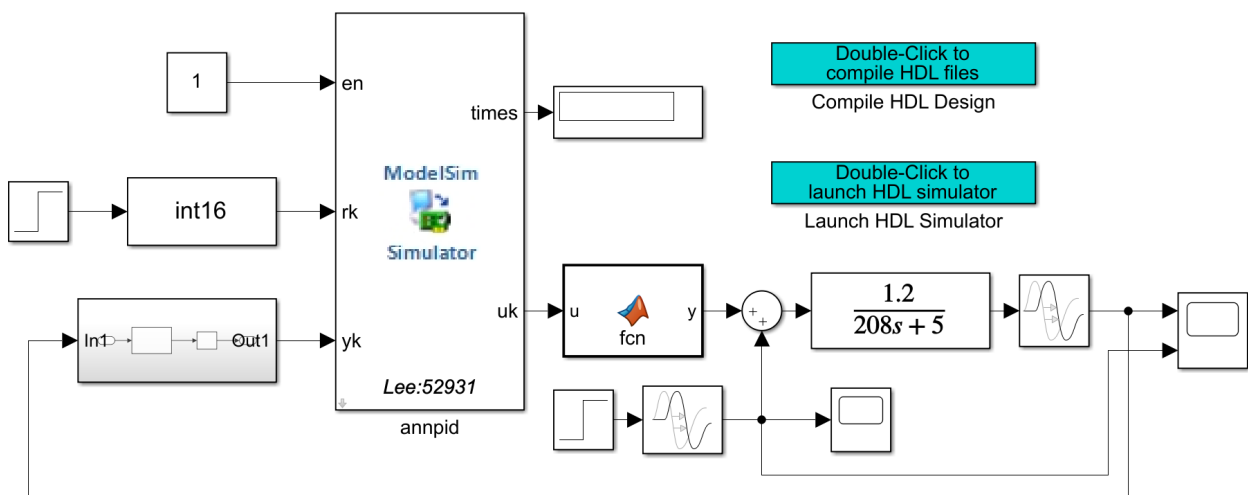 1
en
times
ModelSim
Simulator
int16
rk
uk
In1
Out1
yk
Lee:52931
annpid
Double-Click to
compile HDL files
Compile HDL Design
Double-Click to
launch HDL simulator
Launch HDL Simulator
u
fcn
y
+
+
1.2
208s + 5